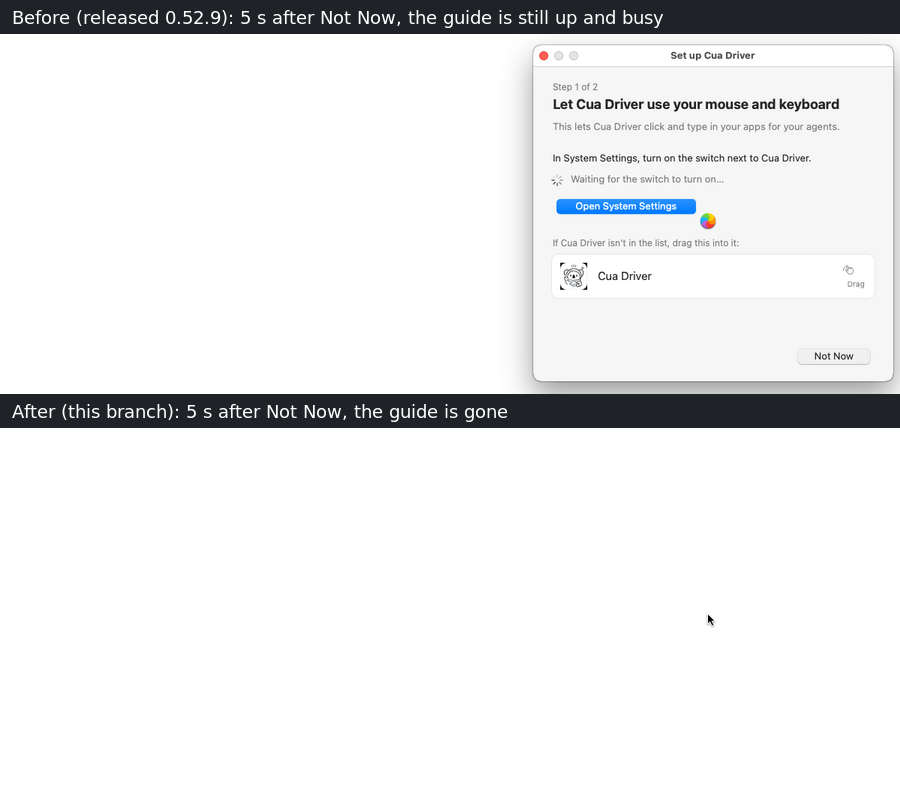 Before (released 0.52.9): 5 s after Not Now, the guide is still up and busy
Set up Cua Driver
Step 1 of 2
Let Cua Driver use your mouse and keyboard
This lets Cua Driver click and type in your apps for your agents.
In System Settings, turn on the switch next to Cua Driver.
Waiting for the switch to turn on...
Open System Settings
If Cua Driver isn't in the list, drag this into it:
Cua Driver
Drag
Not Now
After (this branch): 5 s after Not Now, the guide is gone